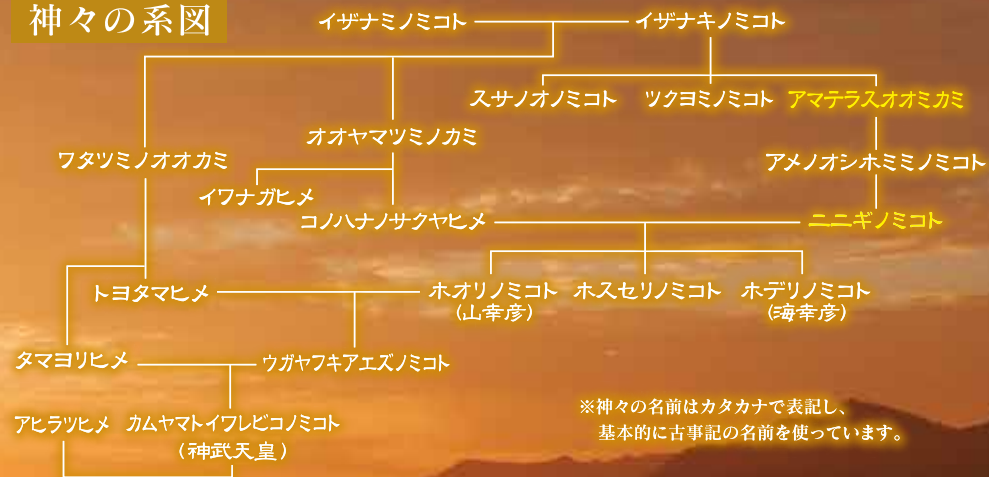 神々の系図
イザナミノミコト
イザナキノミコト
スサノオノミコト
ツクヨミノミコト
アマテラスオオミカミ
オオヤマツミノカミ
ワタツミノオオカミ
アメノオシホミミノミコト
イワナガヒメ
コノハナノサクヤヒメ
ニニギノミコト
トヨタマヒメ
ホオリノミコト
(山幸彦)
ホスセリノミコト
ホデリノミコト
(海幸彦)
タマヨリヒメ
ウガヤフキアエズノミコト
アヒラツヒメ
カムヤマトイワレビコノミコト
(神武天皇)
※神々の名前はカタカナで表記し、
基本的に古事記の名前を使っています。